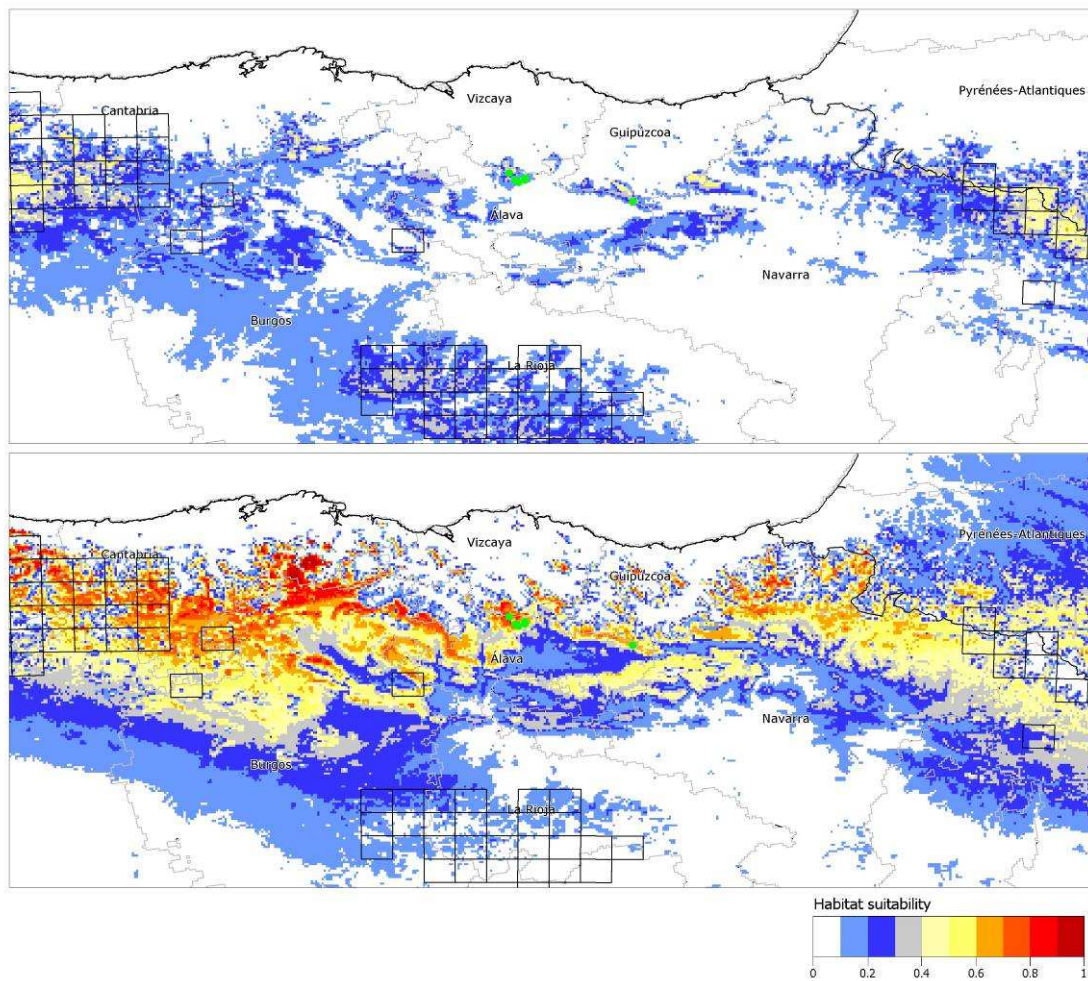 Cantabria
Vizcaya
Pyrénées-Atlantiques
Guipúzcoa
Álava
Navarra
Burgos
La Rioja
Cantabria
Vizcaya
Pyrénées-Atlantiques
Guipúzcoa
Álava
Navarra
Burgos
La Rioja
Habitat suitability
0 0.2 0.4 0.6 0.8 1